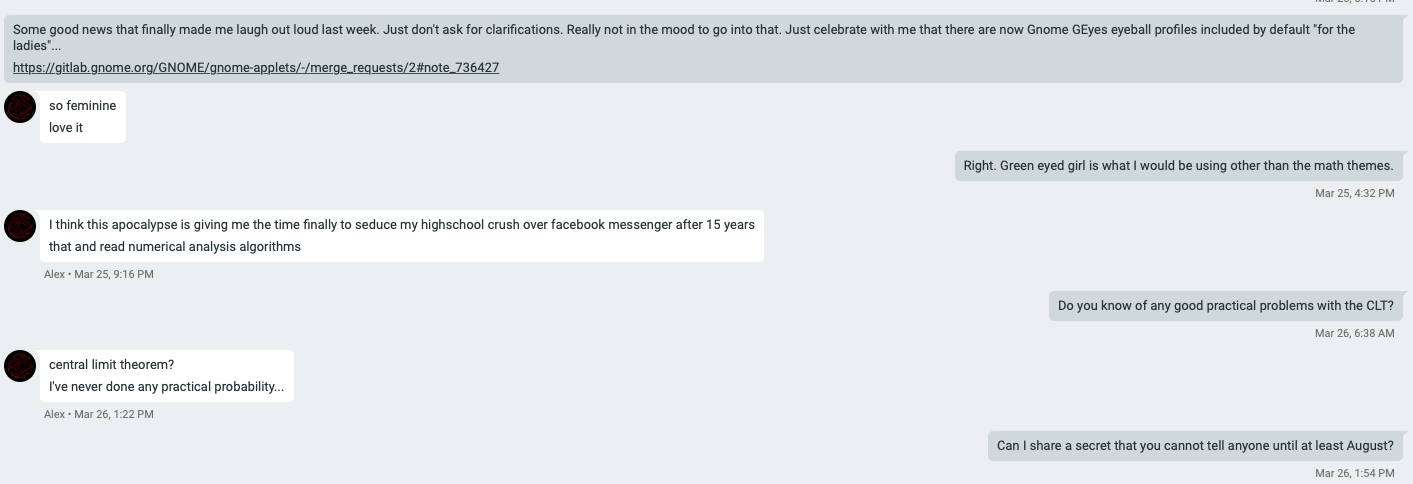 Some good news that finally made me laugh out loud last week. Just don't ask for clarifications. Really not in the mood to go into that. Just celebrate with me that there are now Gnome GEyes eyeball profiles included by default "for the
ladies"...
https://gitlab.gnome.org/GNOME/gnome-applets/-/merge_requests/2#note_736427
so feminine
love it
Right. Green eyed girl is what I would be using other than the math themes.
Mar 25, 4:32 PM
I think this apocalypse is giving me the time finally to seduce my highschool crush over facebook messenger after 15 years
that and read numerical analysis algorithms
Alex • Mar 25, 9:16 PM
Do you know of any good practical problems with the CLT?
Mar 26, 6:38 AM
central limit theorem?
I've never done any practical probability...
Alex • Mar 26, 1:22 PM
Can I share a secret that you cannot tell anyone until at least August?
Mar 26, 1:54 PM